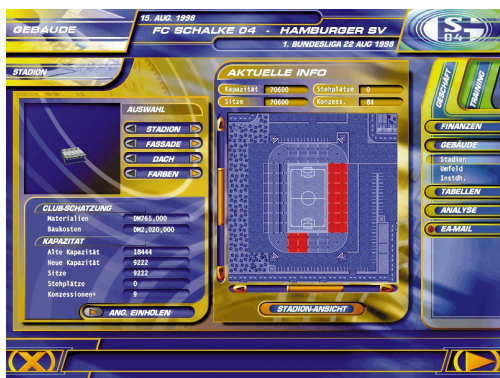 15. AUG. 1998
GEBÄUDE
FC SCHALKE 04 - HAMBURGER SV
1. BUNDESLIGA 22 AUG 1998
S
04
STADION
AKTUELLE INFO
Kapazität 70600 Stehplätze 0
Sitze 70600 Konzess. 84
AUSWAHL
STADION
FASSADE
DACH
FARBEN
CLUB-SCHATZUNG
Materialien DM765,000
Baukosten DM2,020,000
KAPAZITÄT
Alte Kapazität 18444
Neue Kapazität 9222
Sitze 9222
Stehplätze 0
Konzessionen+ 9
ANG. EINHOLEN
STADION-ANSICHT
GESCHÄFT
TRAINING
FINANZEN
GEBÄUDE
Stadion
Umfeld
Instdh.
TABELLEN
ANALYSE
EA-MAIL